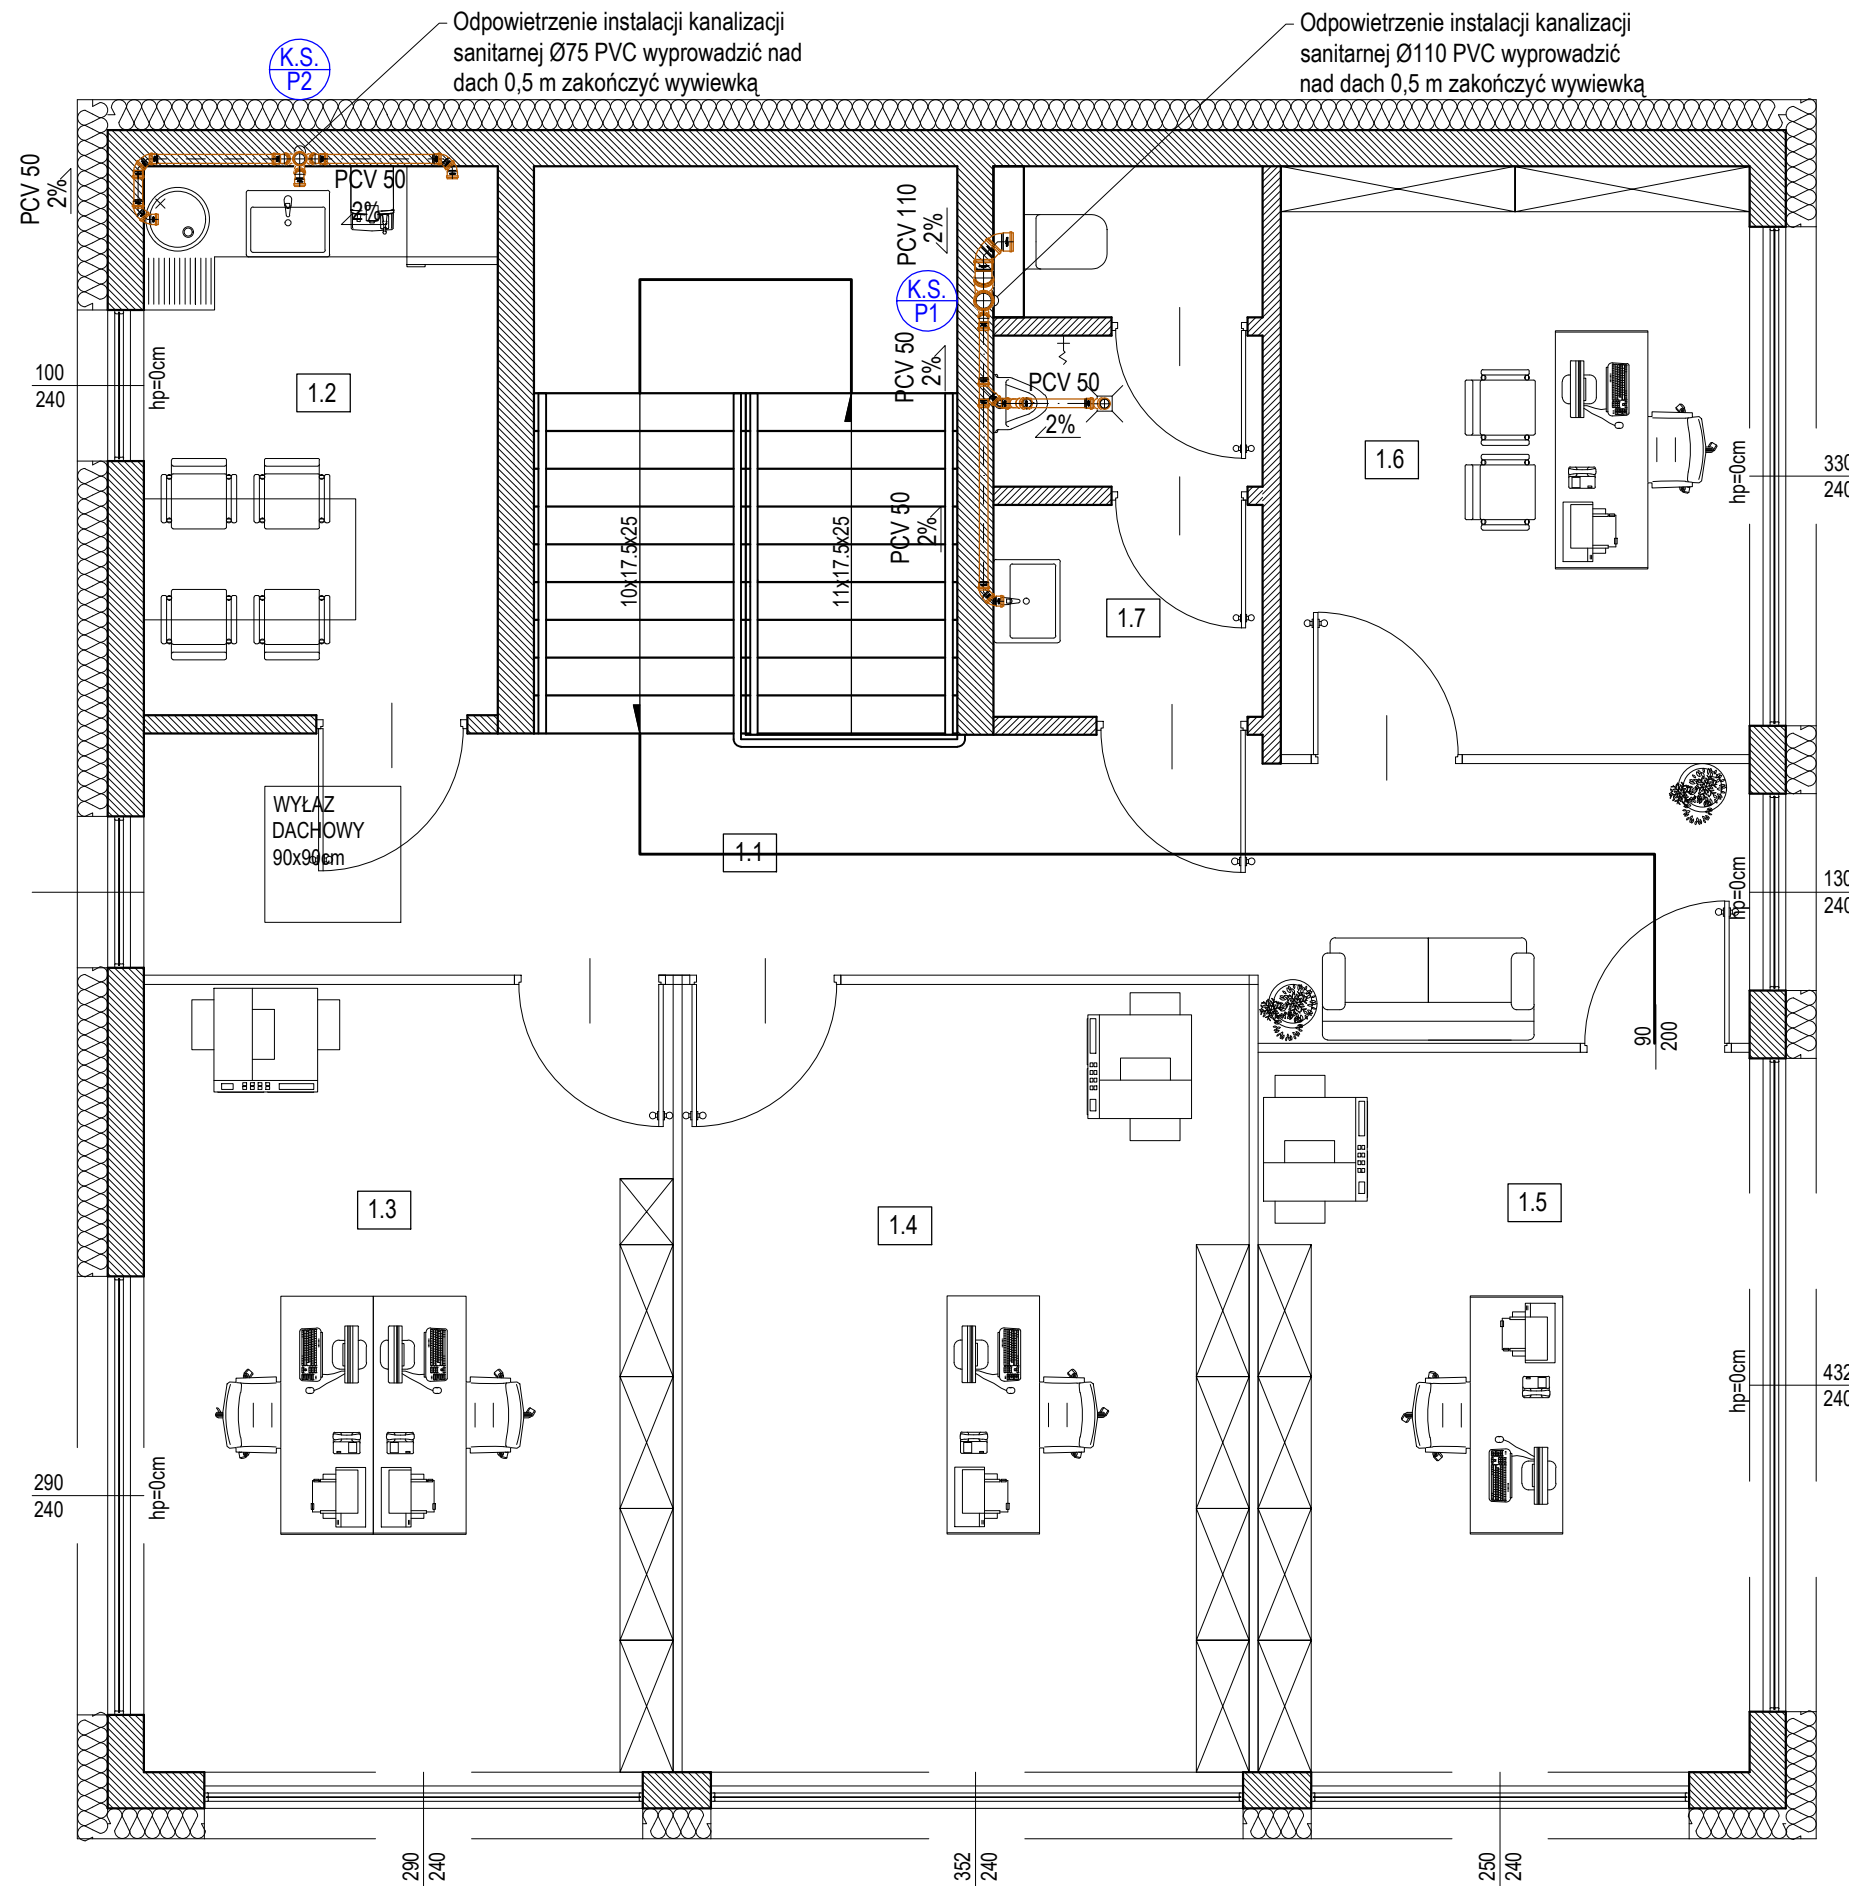 Odpowietrzenie instalacji kanalizacji
sanitarnej Ø75 PVC wyprowadzić nad
dach 0,5 m zakończyć wywiewką
Odpowietrzenie instalacji kanalizacji
sanitarnej Ø110 PVC wyprowadzić
nad dach 0,5 m zakończyć wywiewką
K.S.
P2
PCV 50
2%
PCV 50
2%
PCV 110
2%
K.S.
P1
PCV 50
2%
PCV 50
2%
PCV 50
2%
100
240
hp=0cm
1.2
10x17.5x25
11x17.5x25
1.6
hp=0cm
330
240
1.7
WYŁAZ
DACHOWY
90x90cm
1.1
hp=0cm
130
240
90
200
1.3
1.4
1.5
hp=0cm
432
240
290
240
hp=0cm
290
240
352
240
250
240